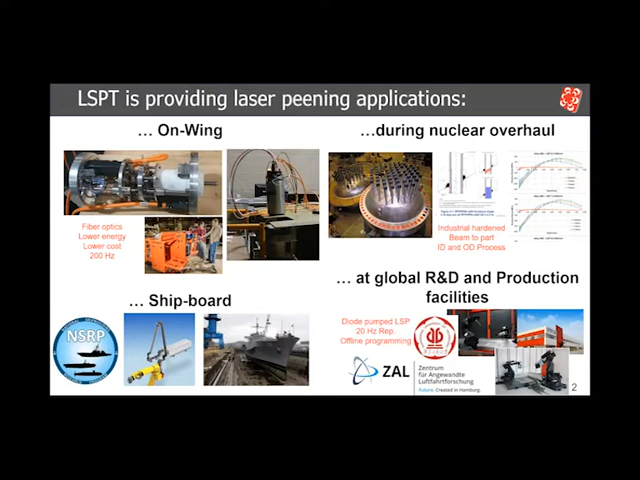 LSPT is providing laser peening applications:
... On-Wing
Fiber optics
Lower energy
Lower cost
200 Hz
...during nuclear overhaul
Industrial hardened
Beam to part
ID and OD Process
... Ship-board
NSRP
... at global R&D and Production
facilities
Diode pumped LSP
20 Hz Rep.
Offline programming
ZAL
Zentrum
für Angewandte
Luftfahrtforschung
Future. Created in Hamburg.
2